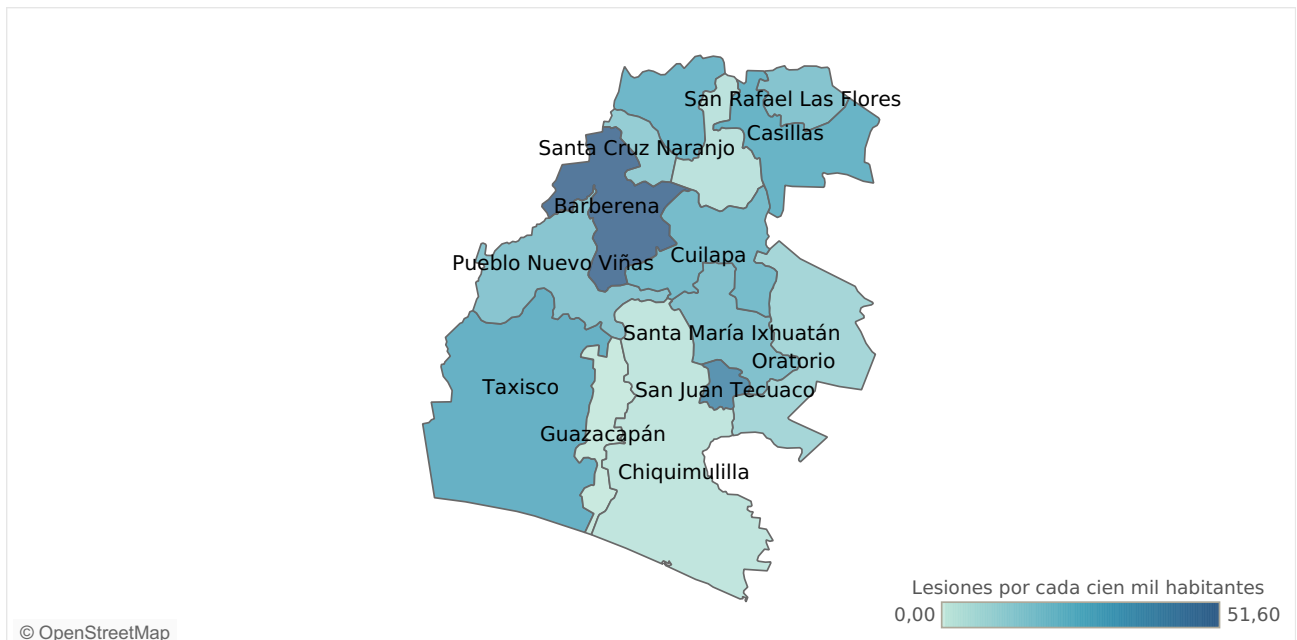 San Rafael Las Flores
Casillas
Santa Cruz Naranjo
Barberena
Cuilapa
Pueblo Nuevo Viñas
Santa María Ixhuatán
Oratorio
Taxisco
San Juan Tecuaco
Guazacapán
Chiquimulilla
Lesiones por cada cien mil habitantes
0,00 51,60
© OpenStreetMap